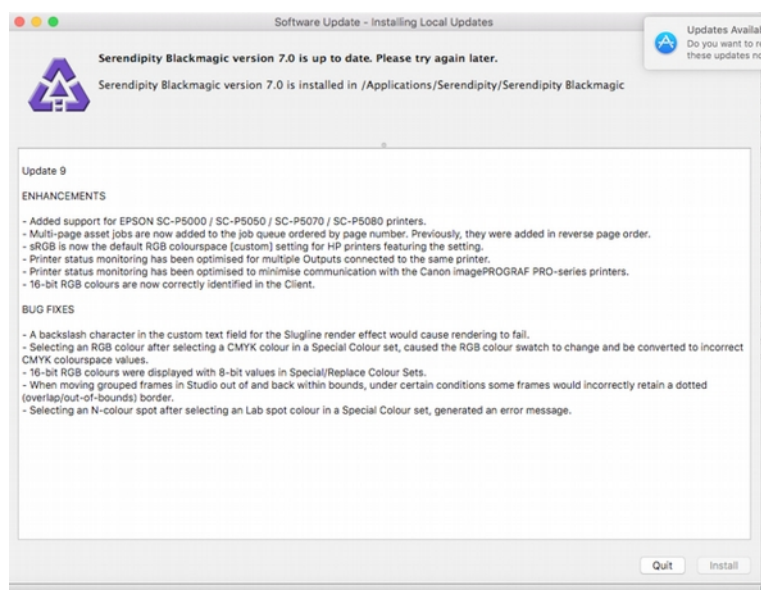 Software Update - Installing Local Updates
Updates Availa
Do you want to re
these updates no
Serendipity Blackmagic version 7.0 is up to date. Please try again later.
Serendipity Blackmagic version 7.0 is installed in /Applications/Serendipity/Serendipity Blackmagic
Update 9
ENHANCEMENTS
- Added support for EPSON SC-P5000 / SC-P5050 / SC-P5070 / SC-P5080 printers.
- Multi-page asset jobs are now added to the job queue ordered by page number. Previously, they were added in reverse page order.
- sRGB is now the default RGB colourspace [custom] setting for HP printers featuring the setting.
- Printer status monitoring has been optimised for multiple Outputs connected to the same printer.
- Printer status monitoring has been optimised to minimise communication with the Canon imagePROGRAF PRO-series printers.
- 16-bit RGB colours are now correctly identified in the Client.
BUG FIXES
- A backslash character in the custom text field for the Slugline render effect would cause rendering to fail.
- Selecting an RGB colour after selecting a CMYK colour in a Special Colour set, caused the RGB colour swatch to change and be converted to incorrect
CMYK colourspace values.
- 16-bit RGB colours were displayed with 8-bit values in Special/Replace Colour Sets.
- When moving grouped frames in Studio out of and back within bounds, under certain conditions some frames would incorrectly retain a dotted
(overlap/out-of-bounds) border.
- Selecting an N-colour spot after selecting an Lab spot colour in a Special Colour set, generated an error message.
Quit
Install